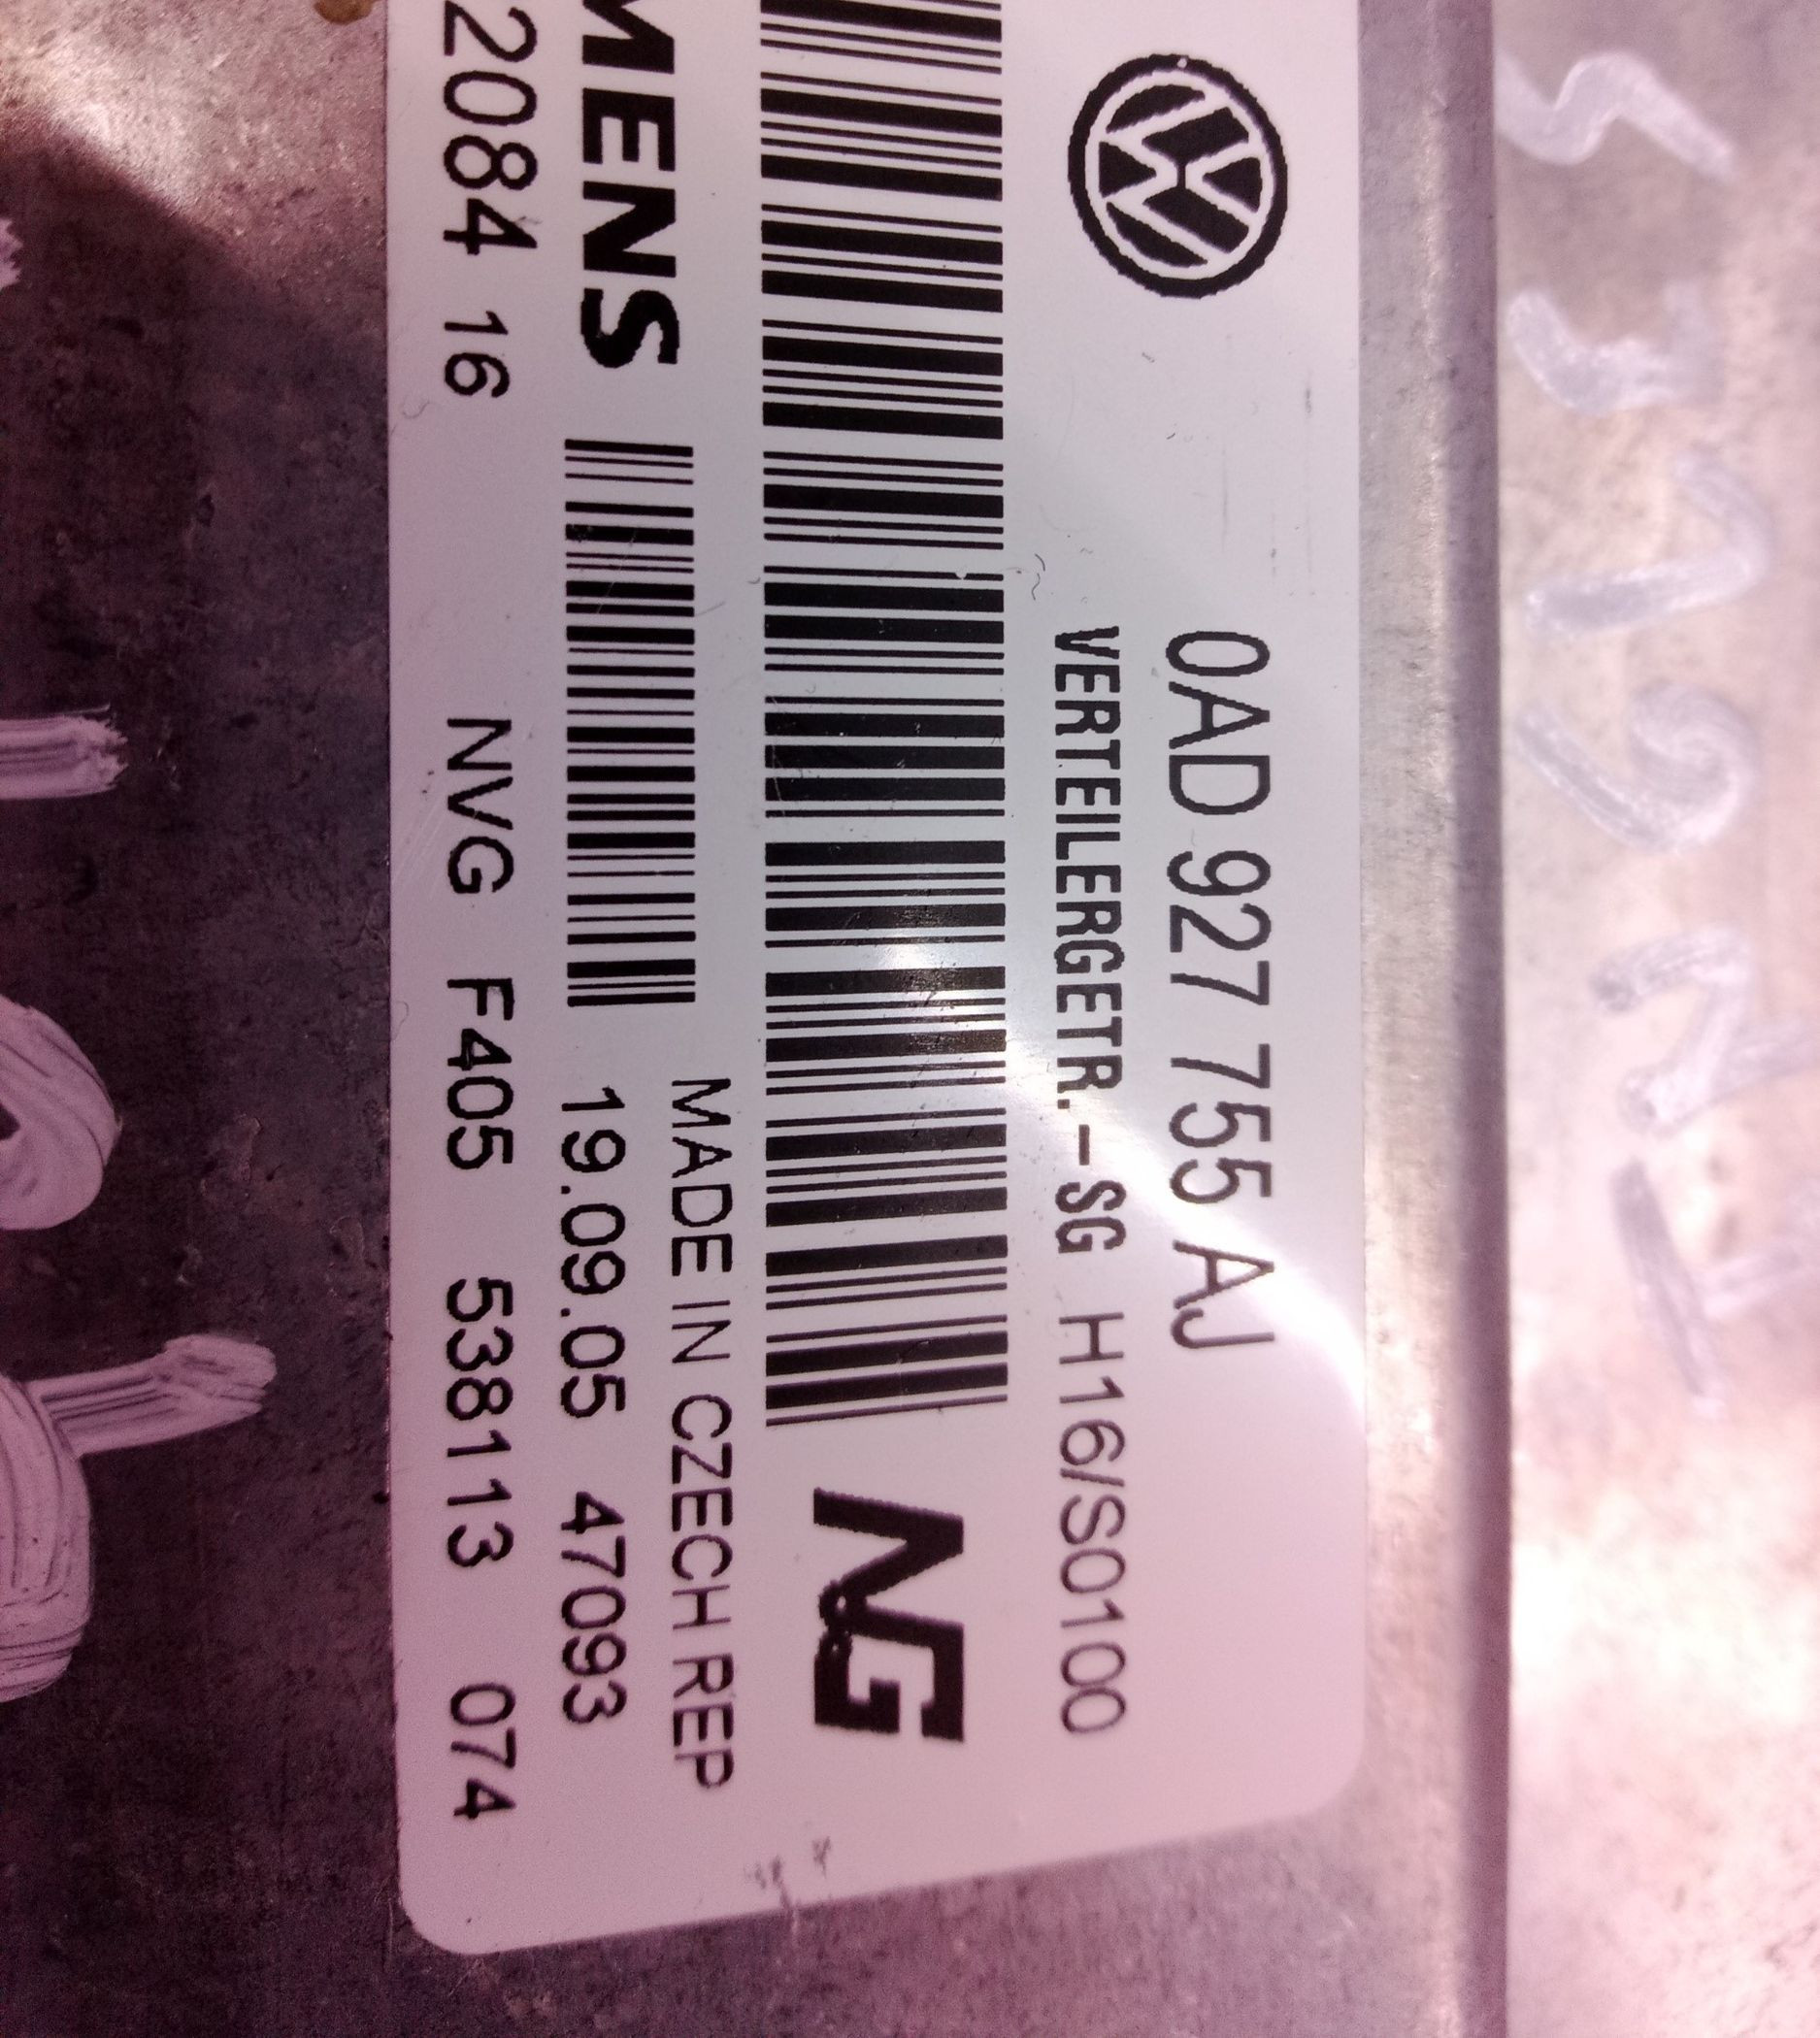 0AD 927 755 AJ
VERTEILERGETR.-SG H16/S0100
NG
MADE IN CZECH REP
MENS 19.09.05 47093
2084 16 NVG F405 538113 074